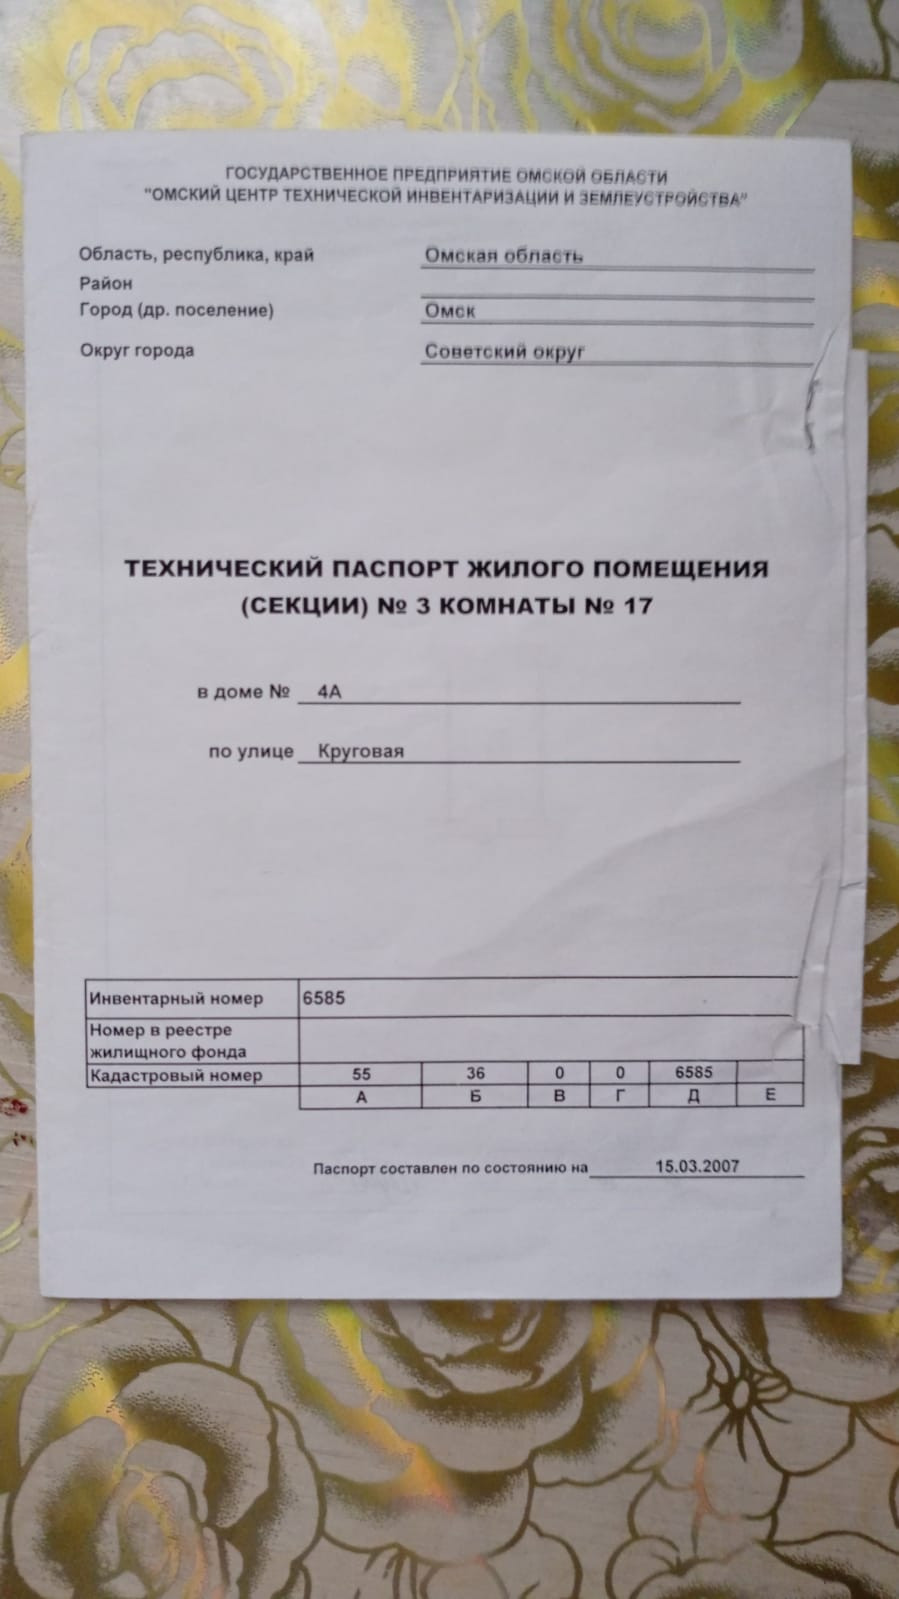 ГОСУДАРСТВЕННОЕ ПРЕДПРИЯТИЕ ОМСКОЙ ОБЛАСТИ
"ОМСКИЙ ЦЕНТР ТЕХНИЧЕСКОЙ ИНВЕНТАРИЗАЦИИ И ЗЕМЛЕУСТРОЙСТВА"
Область, республика, край Омская область
Район
Город (др. поселение) Омск
Округ города Советский округ
ТЕХНИЧЕСКИЙ ПАСПОРТ ЖИЛОГО ПОМЕЩЕНИЯ
(СЕКЦИИ) № 3 КОМНАТЫ № 17
в доме № 4А
по улице Круговая
Инвентарный номер 6585
Номер в реестре
жилищного фонда
Кадастровый номер 55 36 0 0 6585
А Б В Г Д Е
Паспорт составлен по состоянию на 15.03.2007